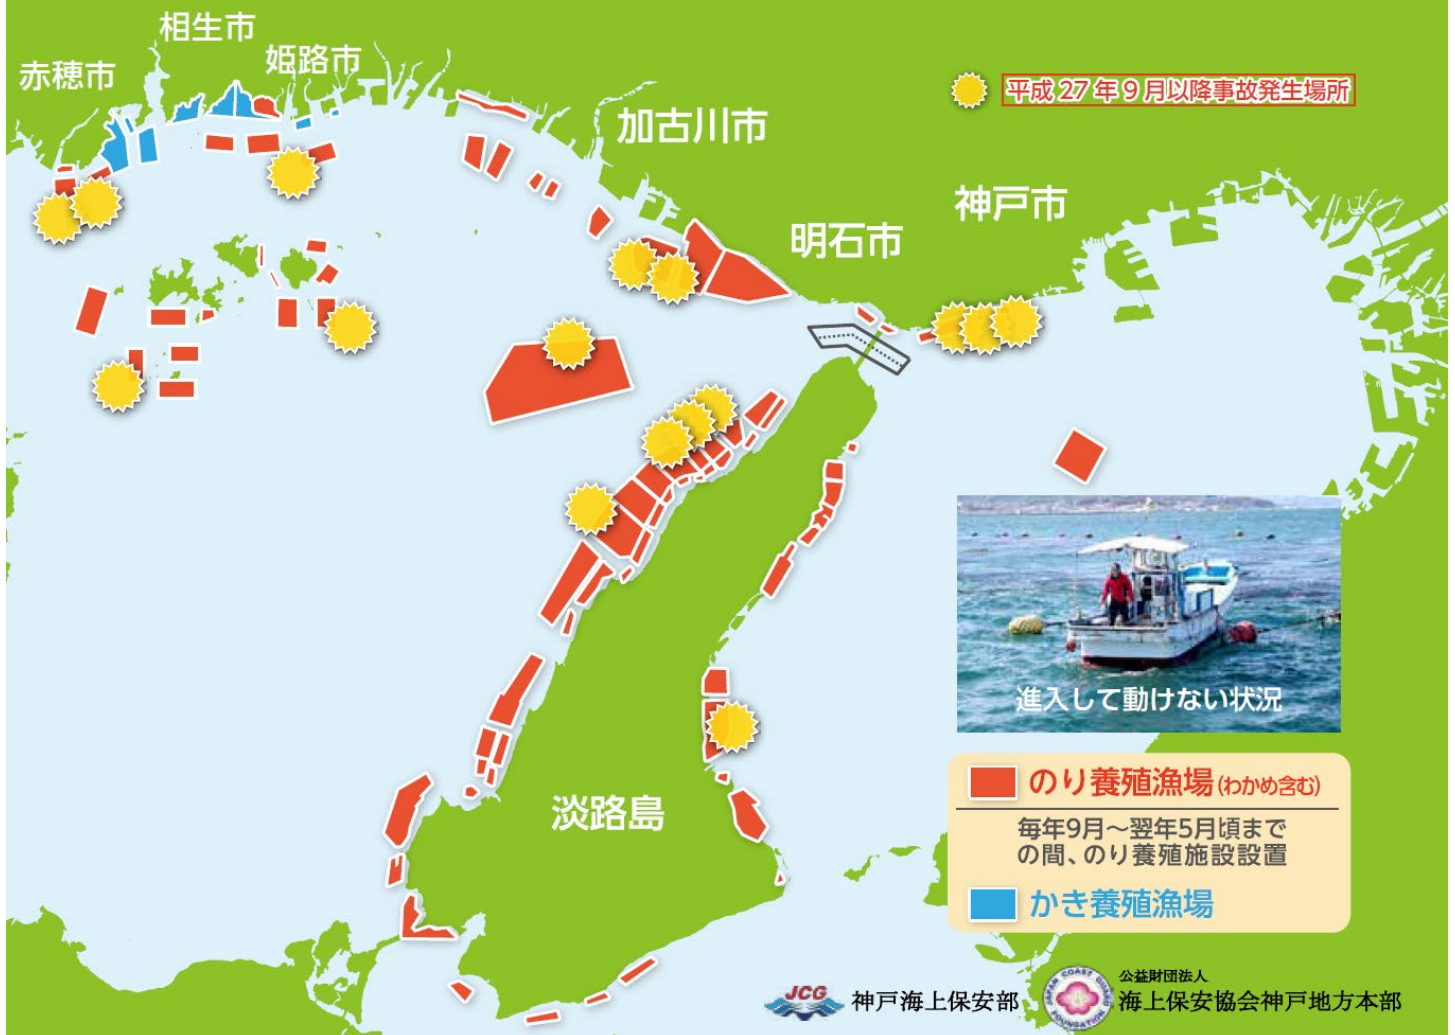 相生市
姫路市
赤穂市
平成27年9月以降事故発生場所
加古川市
神戸市
明石市
進入して動けない状況
のり養殖漁場(わかめ含む)
毎年9月～翌年5月頃まで
の間、のり養殖施設設置
かき養殖漁場
淡路島
JCG 神戸海上保安部
JAPAN COAST GUARD FOUNDATION
公益財団法人
海上保安協会神戸地方本部